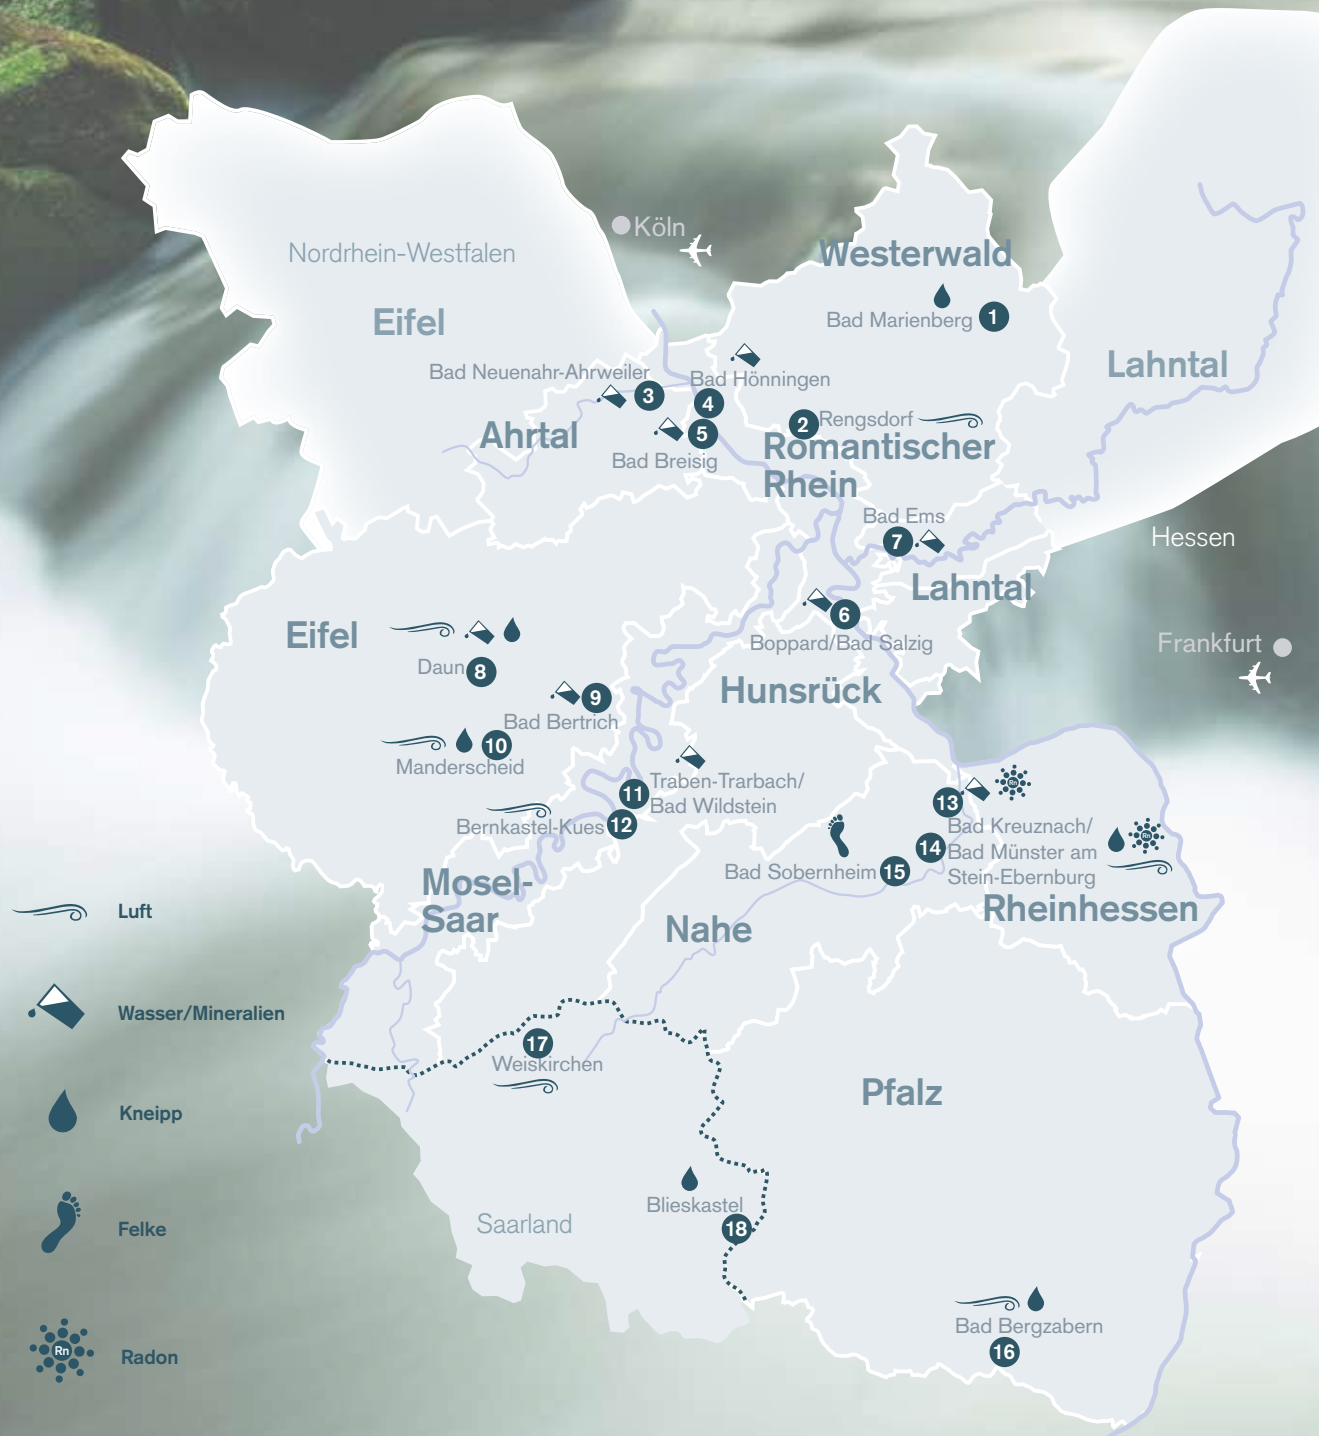 Köln
Nordrhein-Westfalen
Westerwald
Eifel
Bad Marienberg 1
Lahntal
Bad Neuenahr-Ahrweiler
3
Bad Hönningen
4
2 Rengsdorf
Ahrtal
5
Bad Breisig
Romantischer
Rhein
Bad Ems
7
Hessen
Lahntal
6
Boppard/Bad Salzig
Frankfurt
Eifel
Daun 8
Hunsrück
9
Bad Bertrich
10
Manderscheid
11 Traben-Trarbach/
Bad Wildstein
Bernkastel-Kues 12
13
Rn
Bad Kreuznach/
14 Bad Münster am
Stein-Ebernburg
Rn
Bad Sobernheim 15
Mosel-
Saar
Rheinhessen
Nahe
17
Weiskirchen
Pfalz
Blieskastel
18
Saarland
Bad Bergzabern
16
Luft
Wasser/Mineralien
Kneipp
Felke
Rn
Radon